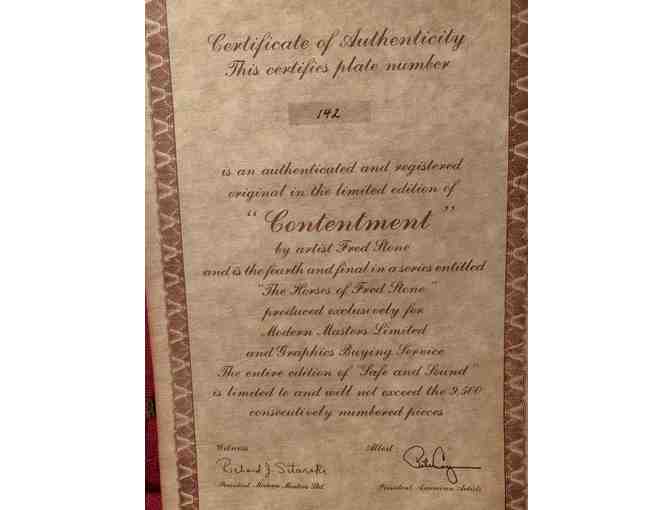 Certificate of Authenticity
This certifies plate number
142
is an authenticated and registered
original in the limited edition of
"Contentment"
by artist Fred Stone
and is the fourth and final in a series entitled
"The Horses of Fred Stone"
produced exclusively for
Modern Masters Limited
and Graphics Buying Service
The entire edition of "Safe and Sound"
is limited to and will not exceed the 9,500
consecutively numbered pieces
Witness Attest
Richard J. Sitarski
President Modern Masters Ltd. President American Artists